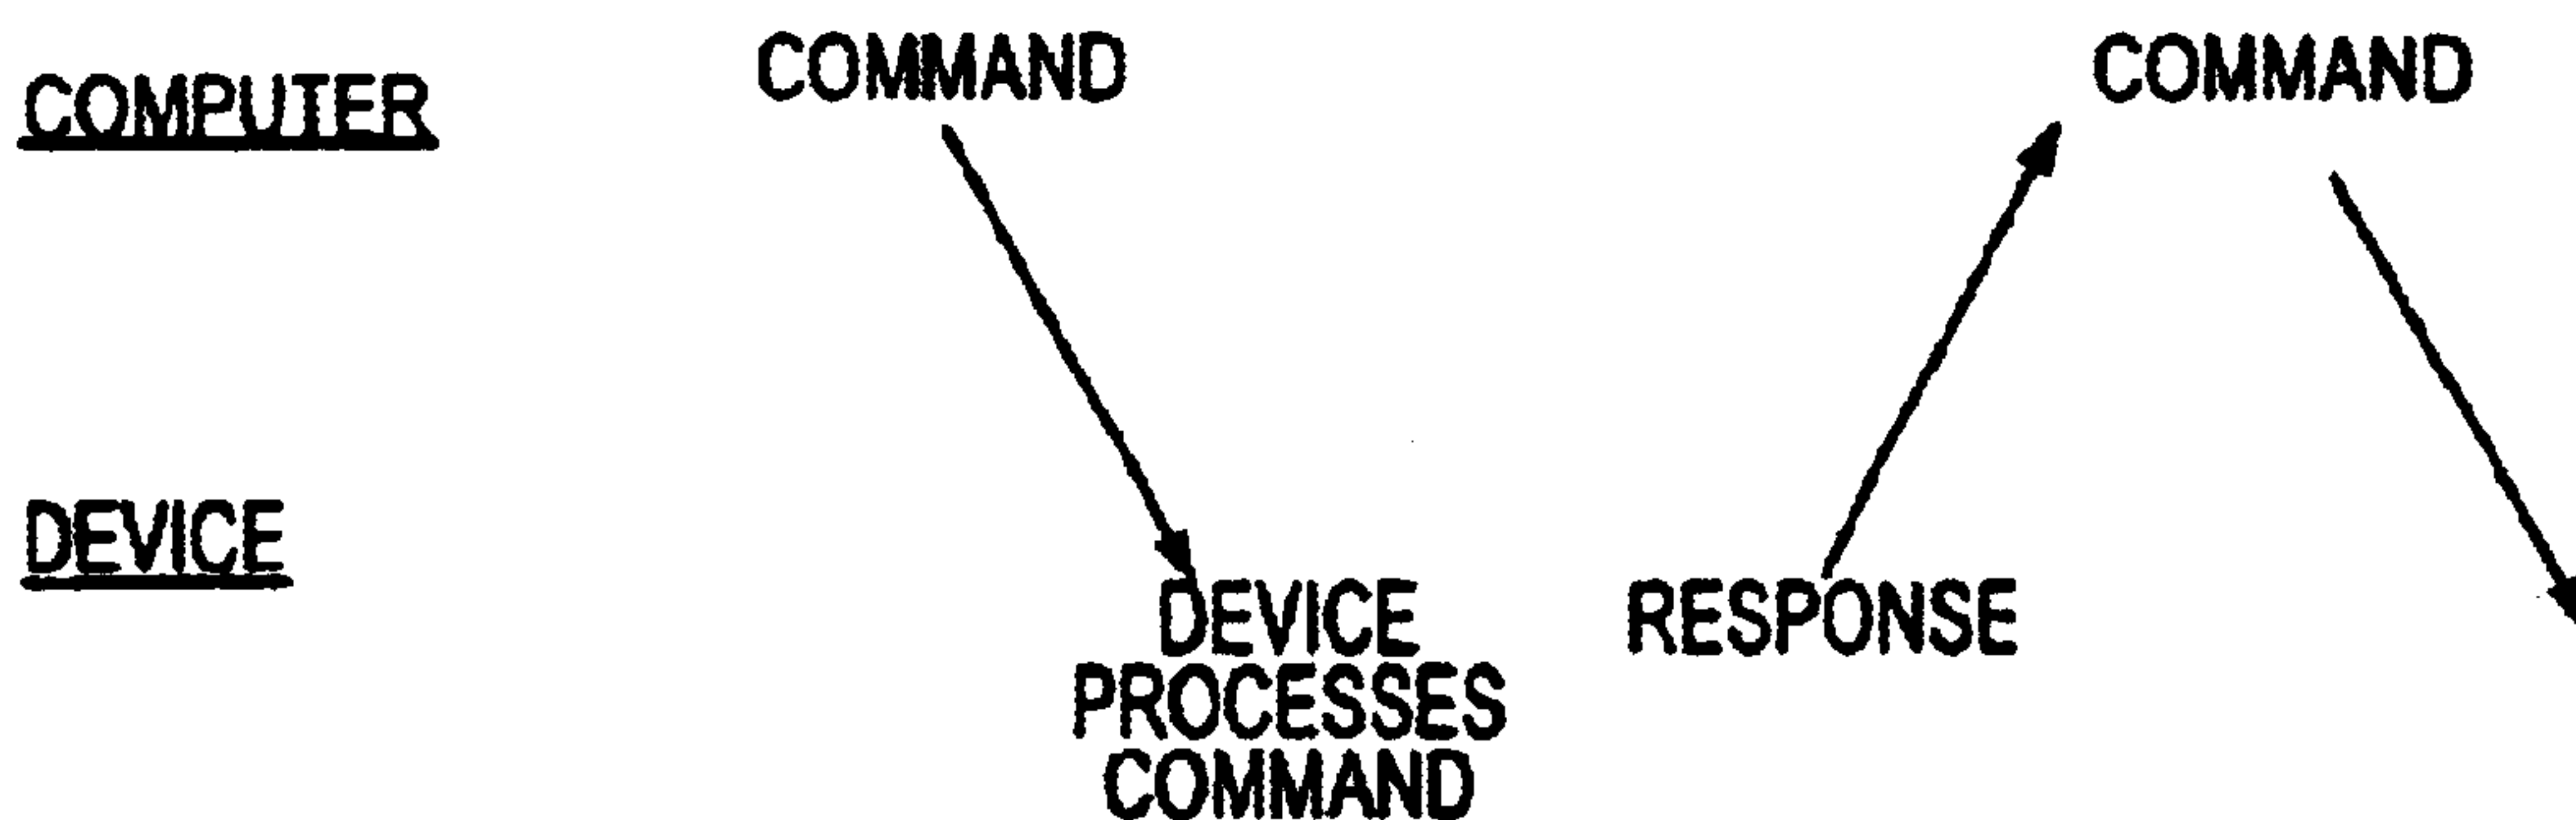 COMPUTER
COMMAND
COMMAND
DEVICE
DEVICE
PROCESSES
COMMAND
RESPONSE